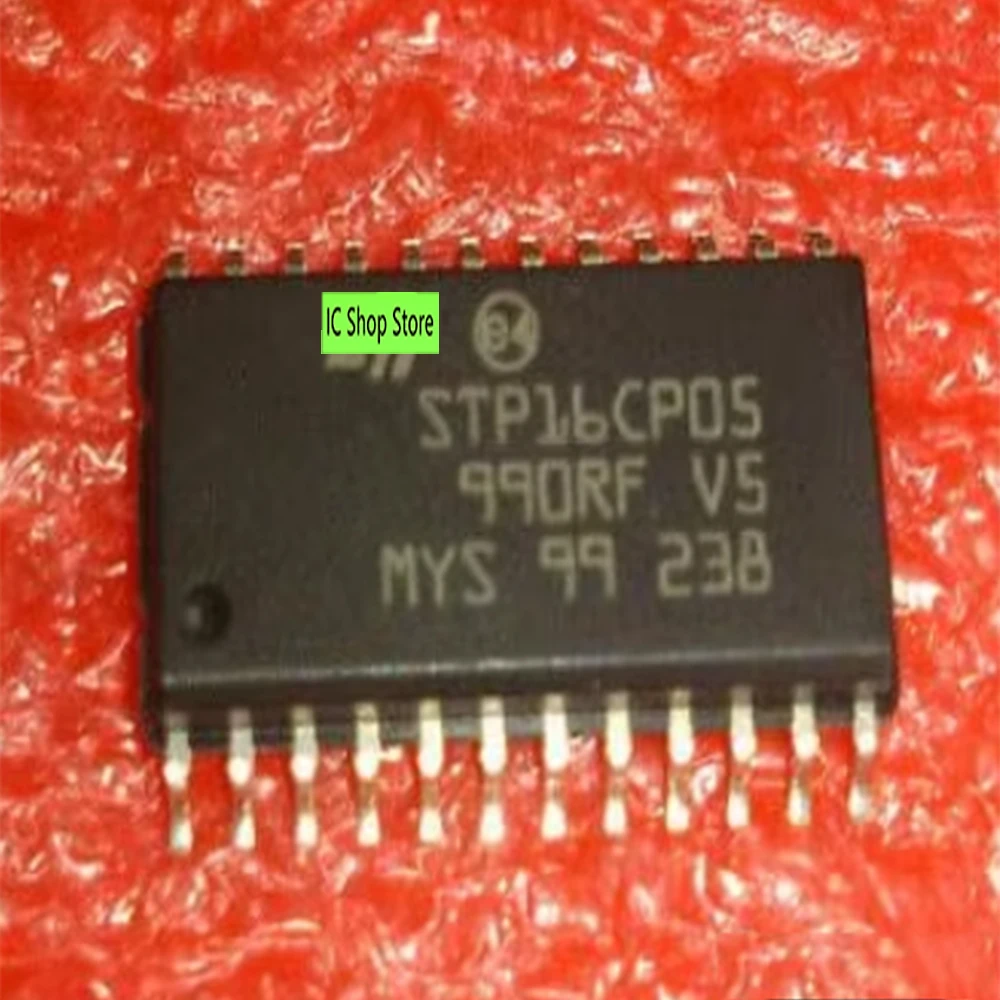 IC Shop Store
STP16CP05
990RF V5
MYS 99 238